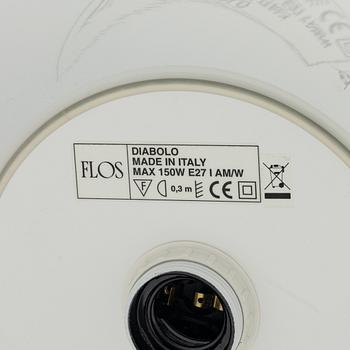 FLOS
DIABOLO
MADE IN ITALY
MAX 150W E27 I AM/W
F 0,3 m CE